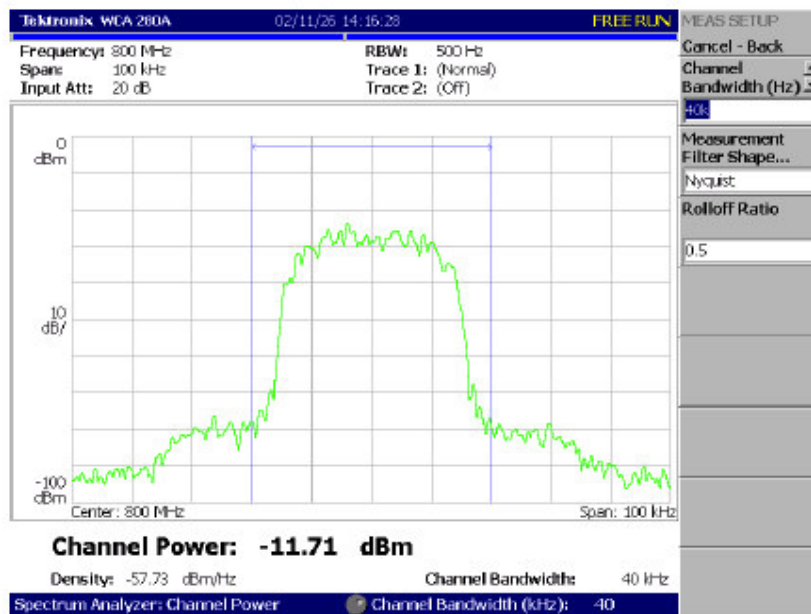 Tektronix WCA 280A 02/11/26 14:16:28 FREE RUN
MEAS SETUP
Frequency: 800 MHz RBW: 500 Hz
Cancel - Back
Span: 100 kHz Trace 1: (Normal)
Channel
Input Att: 20 dB Trace 2: (Off)
Bandwidth (Hz)
40k
0
dBm
Measurement
Filter Shape...
Nyquist
Rolloff Ratio
0.5
10
dB/
-100
dBm
Center: 800 MHz Span: 100 kHz
Channel Power: -11.71 dBm
Density: -57.73 dBm/Hz Channel Bandwidth: 40 kHz
Spectrum Analyzer: Channel Power Channel Bandwidth (kHz): 40